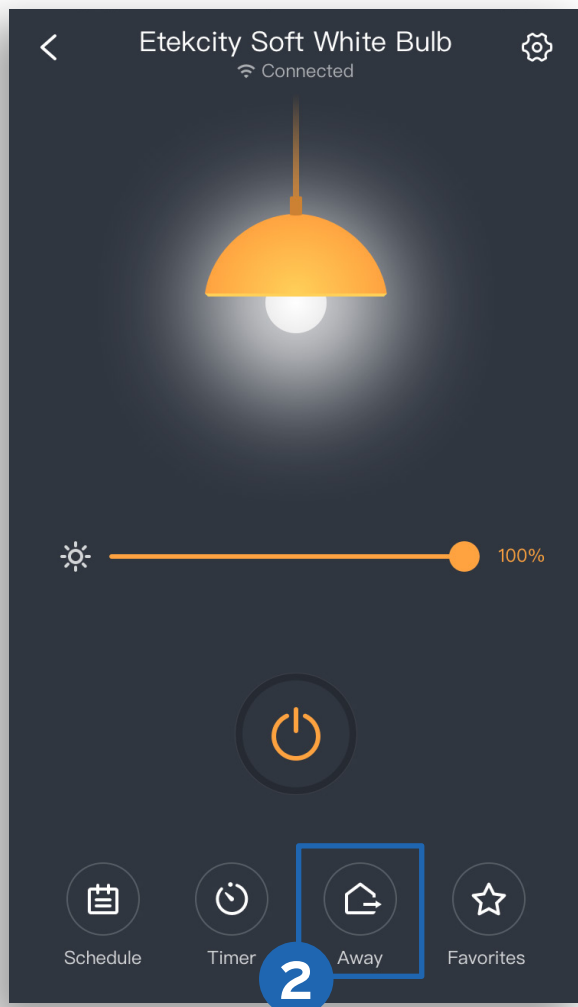 Etekcity Soft White Bulb
Connected
100%
Schedule Timer Away Favorites
2